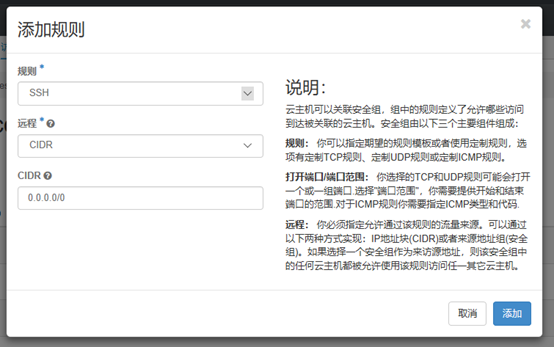 添加规则
×
规则 *
SSH
远程 *
CIDR
CIDR
0.0.0.0/0
说明：
云主机可以关联安全组，组中的规则定义了允许哪些访问
到达被关联的云主机。安全组由以下三个主要组件组成：
规则： 你可以指定期望的规则模板或者使用定制规则，选
项有定制TCP规则、定制UDP规则或定制ICMP规则。
打开端口/端口范围： 你选择的TCP和UDP规则可能会打开
一个或一组端口.选择"端口范围"，你需要提供开始和结束
端口的范围.对于ICMP规则你需要指定ICMP类型和代码.
远程： 你必须指定允许通过该规则的流量来源。可以通过
以下两种方式实现：IP地址块(CIDR)或者来源地址组(安全
组)。如果选择一个安全组作为来访源地址，则该安全组中
的任何云主机都被允许使用该规则访问任一其它云主机。
取消
添加